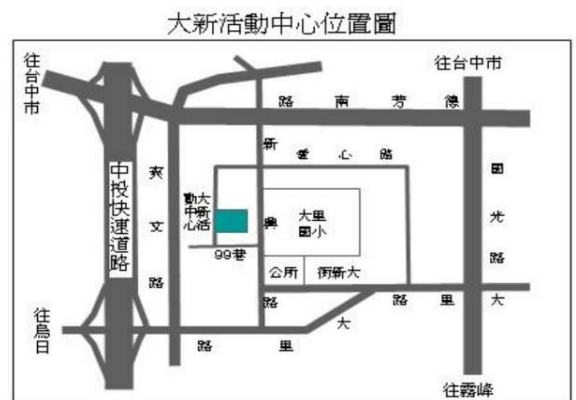 大新活動中心位置圖
往台中市
往台中市
路南芳德
新興路
愛心路
國光路
中投快速道路
爽文路
大新活
動中心
大里
國小
99巷
公所
街新大
路里大
路里大
往烏日
往霧峰